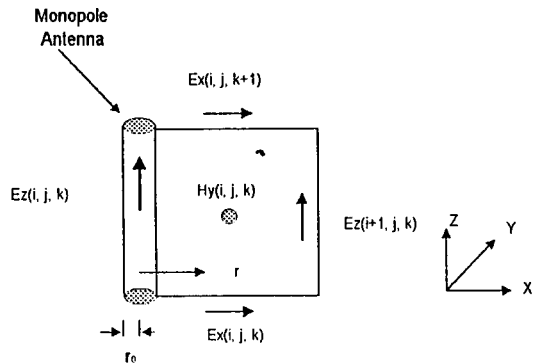 Monopole
Antenna
Ex(i, j, k+1)
Ez(i, j, k)
Hy(i, j, k)
Ez(i+1, j, k)
Z
Y
X
r
Ex(i, j, k)
r₀